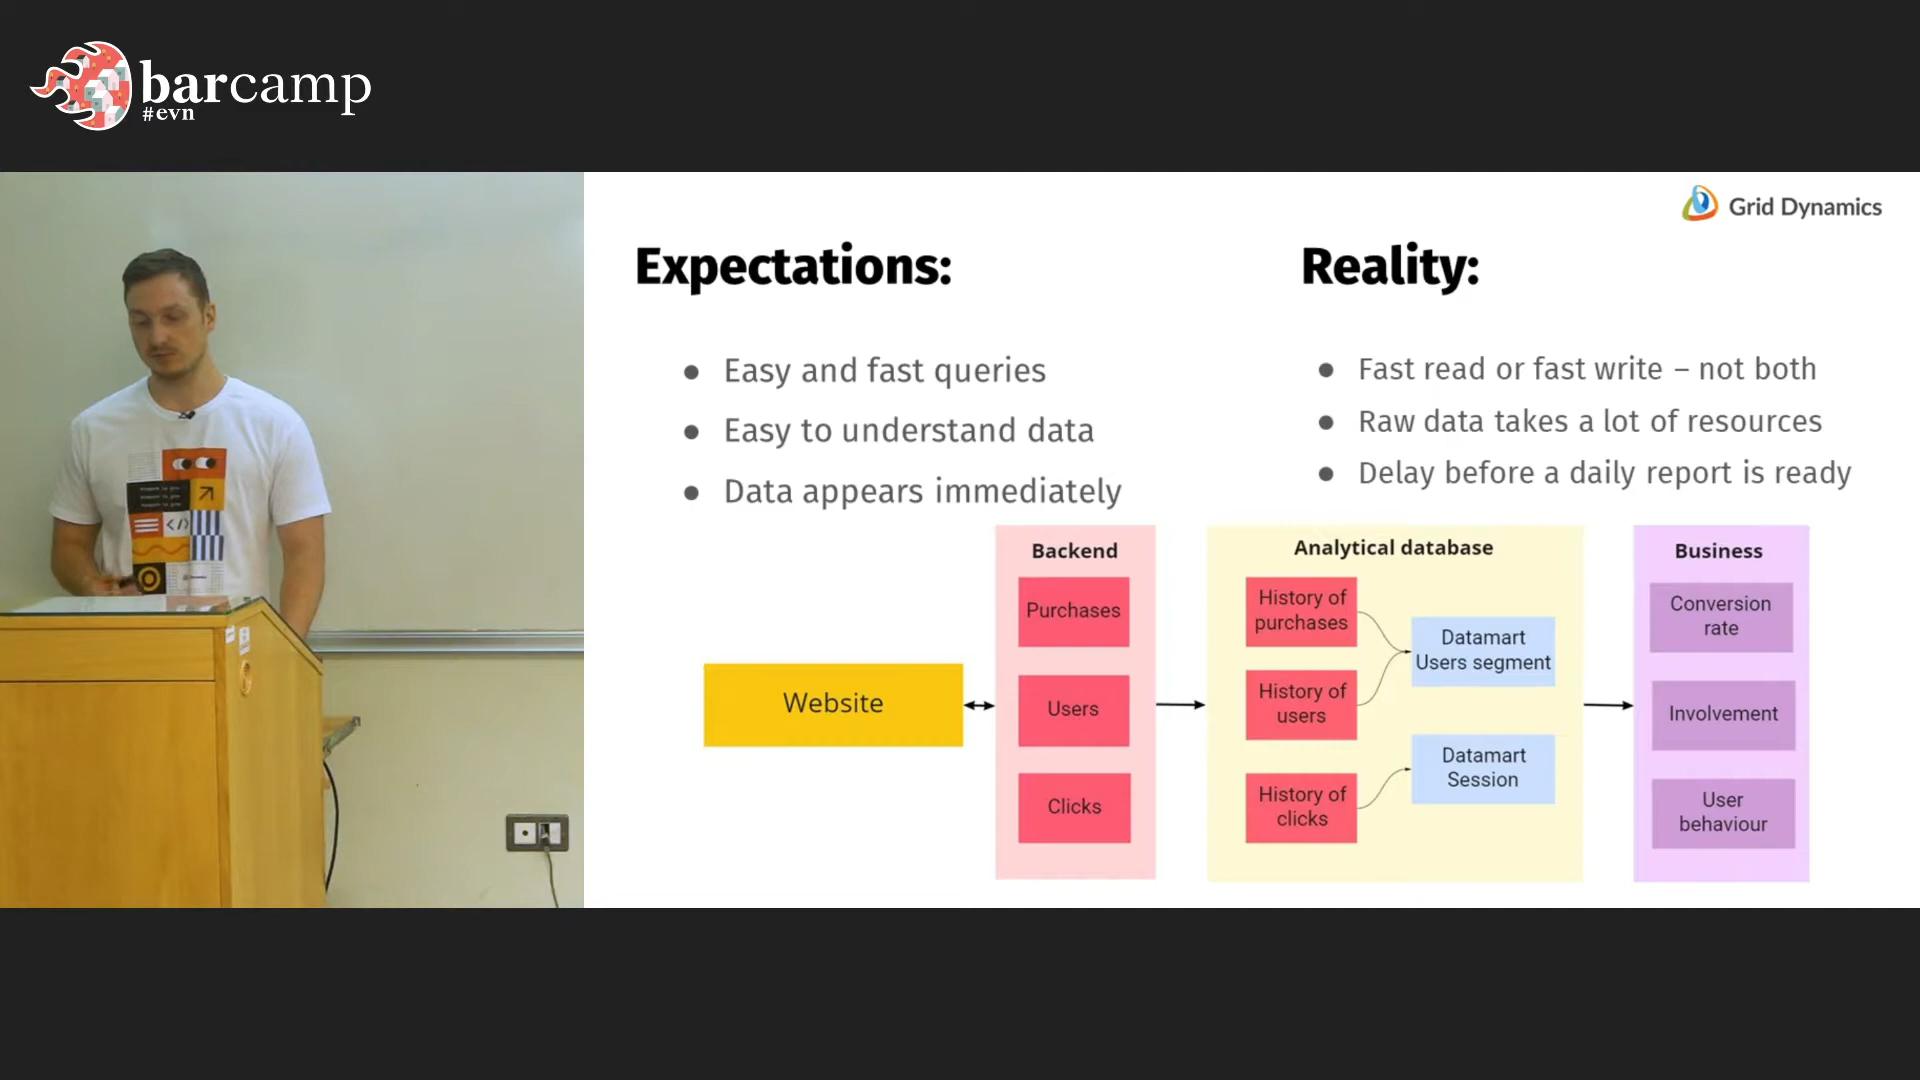 barcamp
#evn
Grid Dynamics
Expectations:
• Easy and fast queries
• Easy to understand data
• Data appears immediately
Reality:
• Fast read or fast write – not both
• Raw data takes a lot of resources
• Delay before a daily report is ready
Website
Backend
Purchases
Users
Clicks
Analytical database
History of
purchases
History of
users
History of
clicks
Datamart
Users segment
Datamart
Session
Business
Conversion
rate
Involvement
User
behaviour